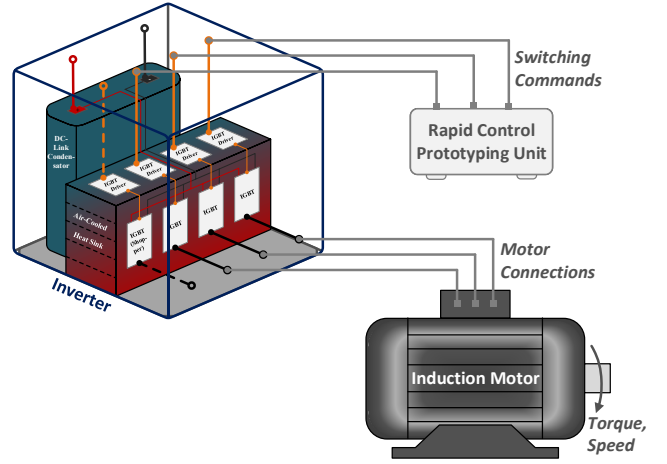 Switching
Commands
Rapid Control
Prototyping Unit
DC-
Link
Conden-
sator
IGBT
Driver
IGBT
Driver
IGBT
Driver
IGBT
Driver
Air-Cooled
Heat Sink
IGBT
(Shop-
per)
IGBT
IGBT
IGBT
Inverter
Motor
Connections
Induction Motor
Torque,
Speed